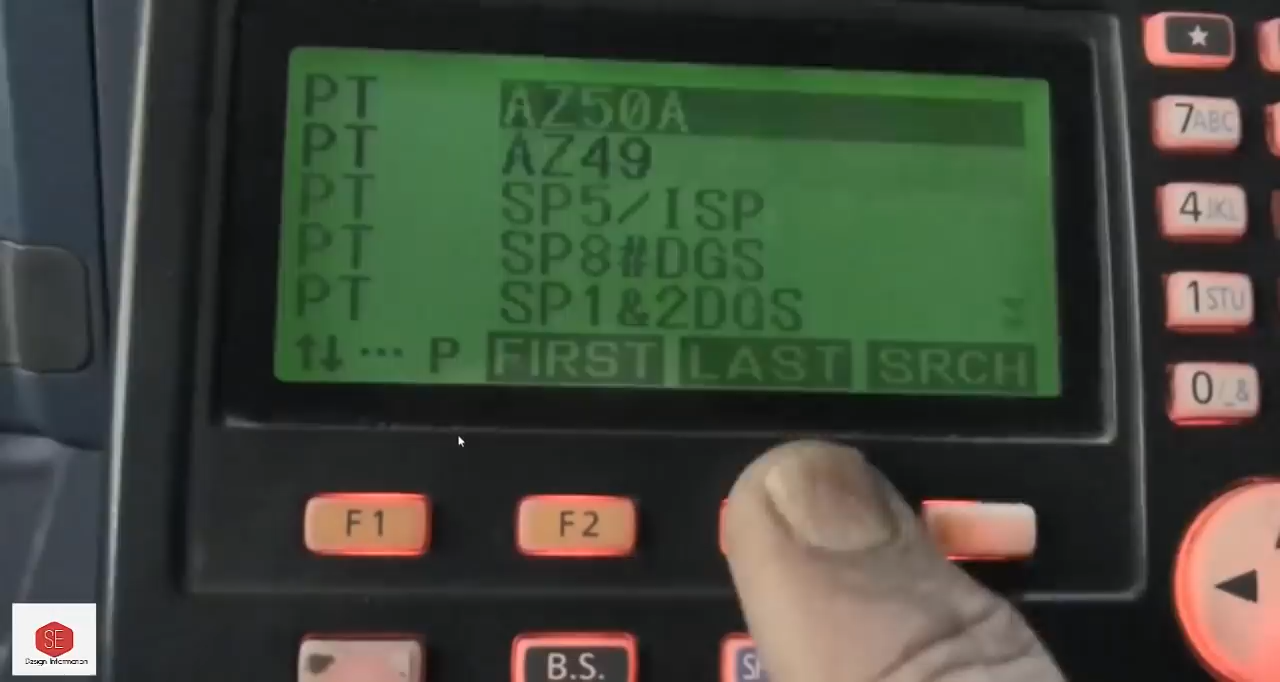 PT AZ50A
PT AZ49
PT SP5/ISP
PT SP8#DGS
PT SP1&2DGS
↑↓··· P FIRST LAST SRCH
★
7ABC
4JKL
1STU
0/_&
F1 F2
B.S.
SE
Design Information